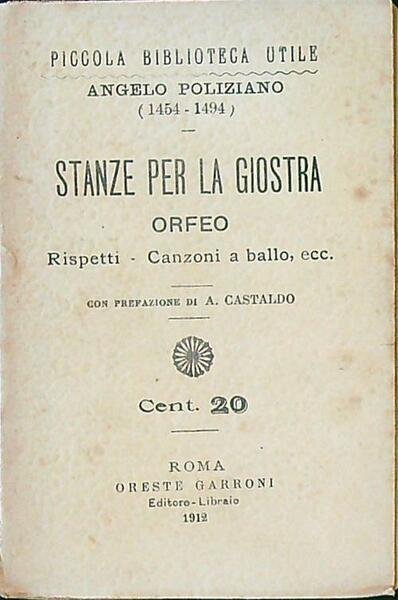 PICCOLA BIBLIOTECA UTILE
ANGELO POLIZIANO
(1454-1494)
STANZE PER LA GIOSTRA
ORFEO
Rispetti - Canzoni a ballo, ecc.
CON PREFAZIONE DI A. CASTALDO
Cent. 20
ROMA
ORESTE GARRONI
Editore-Libraio
1912